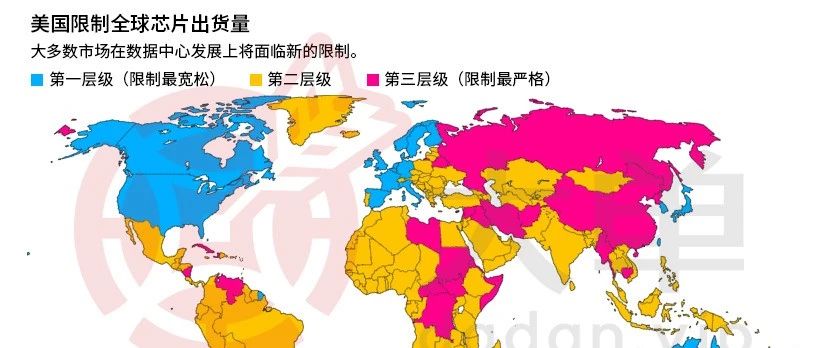 美国限制全球芯片出货量
大多数市场在数据中心发展上将面临新的限制。
第一层级（限制最宽松） 第二层级 第三层级（限制最严格）